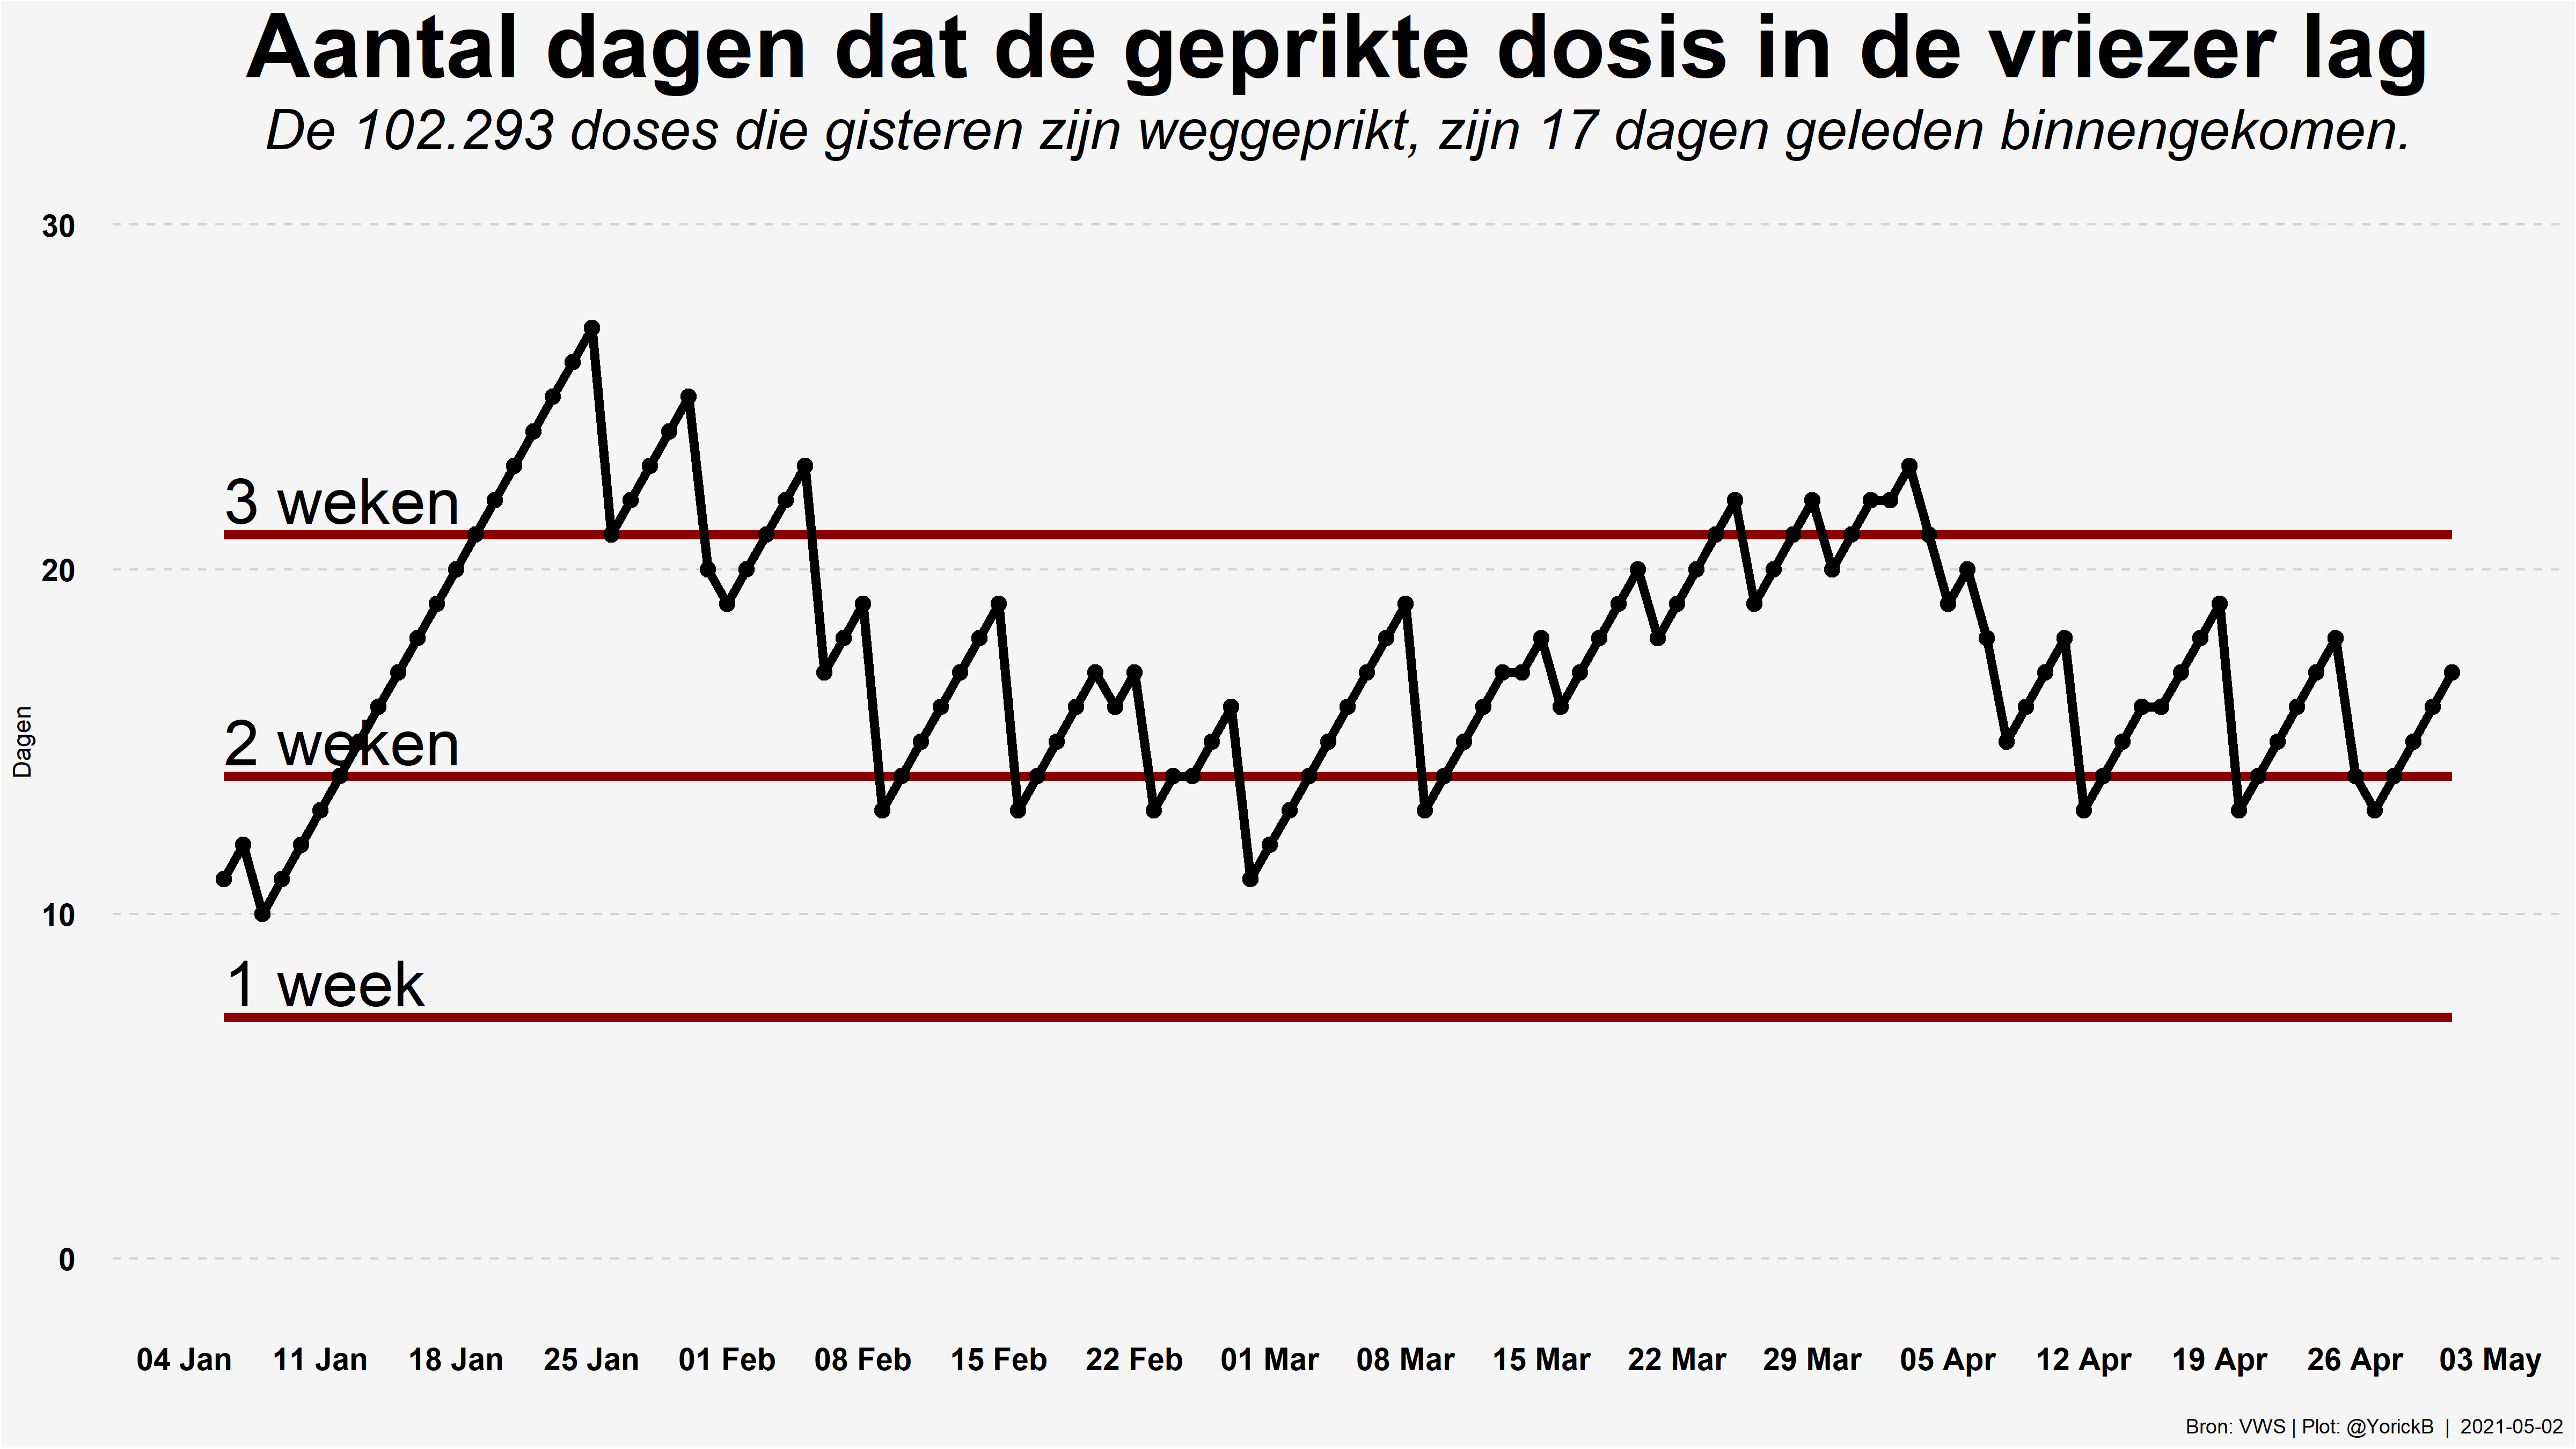 Aantal dagen dat de geprikte dosis in de vriezer lag
De 102.293 doses die gisteren zijn weggeprikt, zijn 17 dagen geleden binnengekomen.
30
3 weken
20
2 weken
Dagen
10
1 week
0
04 Jan 11 Jan 18 Jan 25 Jan 01 Feb 08 Feb 15 Feb 22 Feb 01 Mar 08 Mar 15 Mar 22 Mar 29 Mar 05 Apr 12 Apr 19 Apr 26 Apr 03 May
Bron: VWS | Plot: @YorickB | 2021-05-02